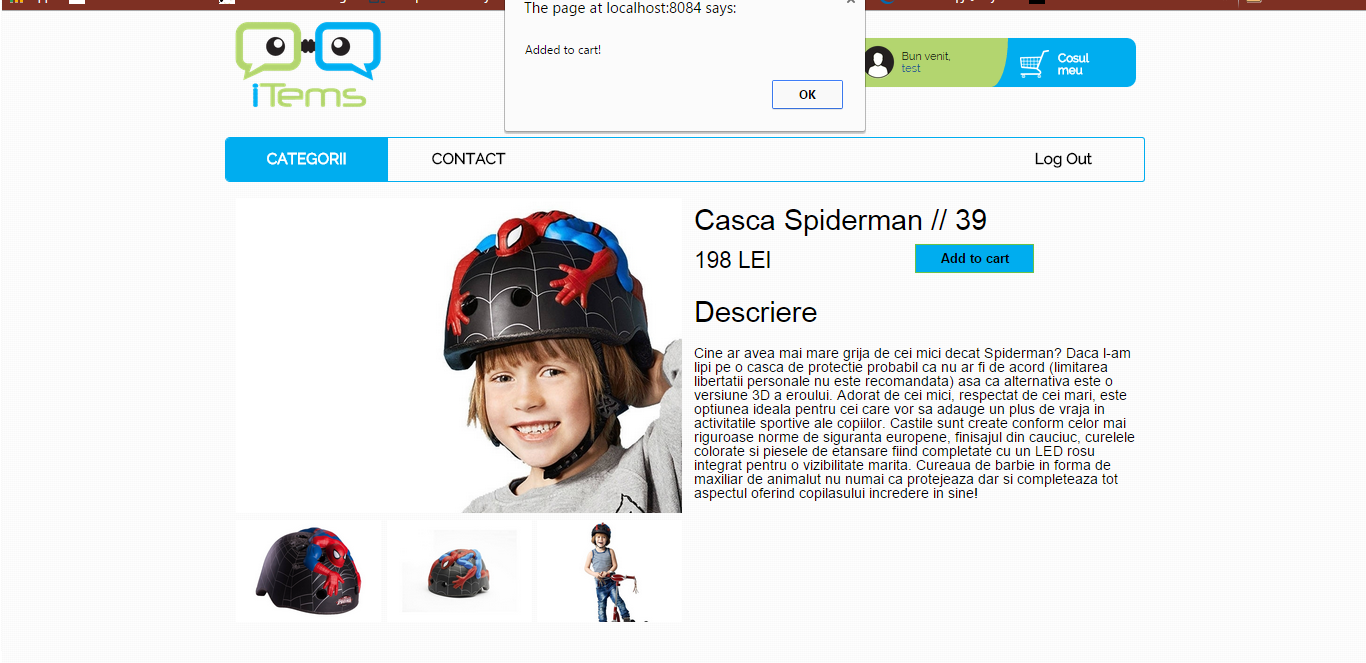 The page at localhost:8084 says:
Added to cart!
OK
iTems
Bun venit,
test
Cosul
meu
CATEGORII
CONTACT
Log Out
Casca Spiderman // 39
198 LEI
Add to cart
Descriere
Cine ar avea mai mare grija de cei mici decat Spiderman? Daca l-am
lipi pe o casca de protectie probabil ca nu ar fi de acord (limitarea
libertatii personale nu este recomandata) asa ca alternativa este o
versiune 3D a eroului. Adorat de cei mici, respectat de cei mari, este
optiunea ideala pentru cei care vor sa adauge un plus de vraja in
activitatile sportive ale copiilor. Castile sunt create conform celor mai
riguroase norme de siguranta europene, finisajul din cauciuc, curelele
colorate si piesele de etansare fiind completate cu un LED rosu
integrat pentru o vizibilitate marita. Cureaua de barbie in forma de
maxiliar de animalut nu numai ca protejeaza dar si completeaza tot
aspectul oferind copilasului incredere in sine!